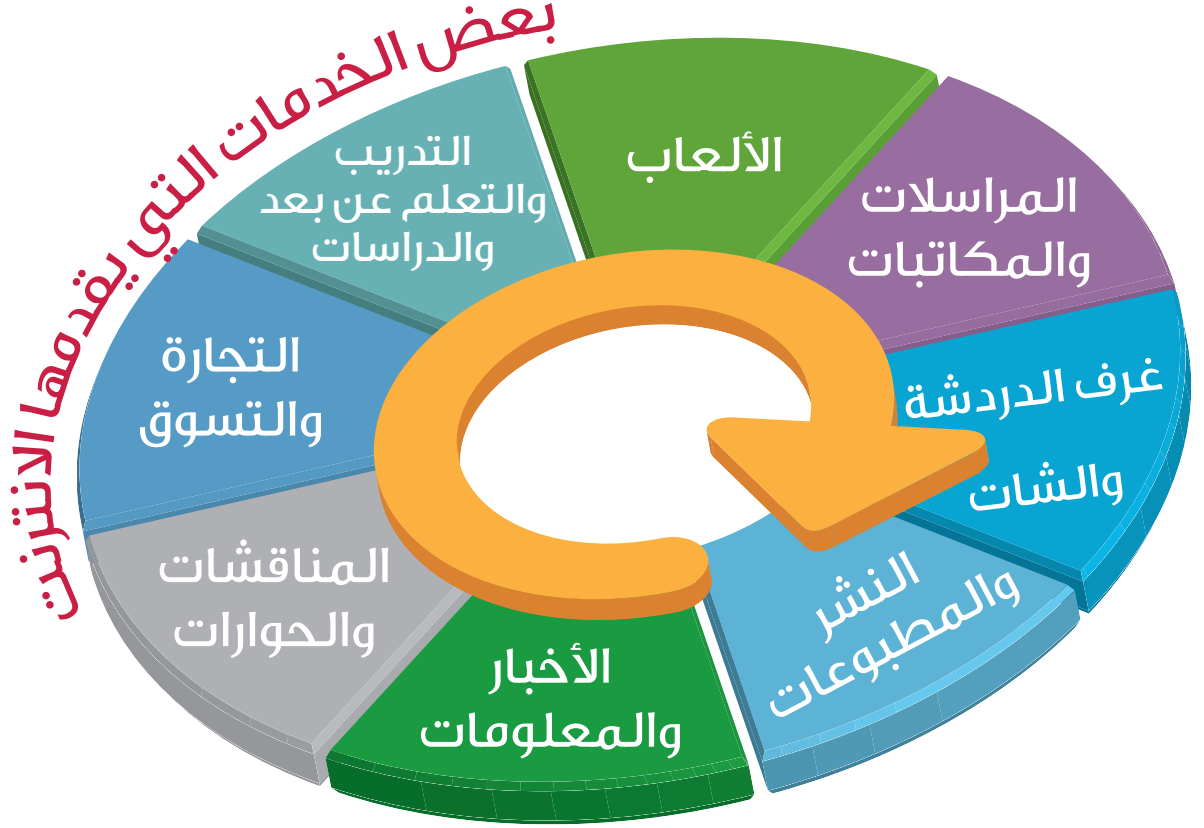 بعض الخدمات التي يقدمها الانترنت
الألعاب
المراسلات
والمكاتبات
غرف الدردشة
والشات
النشر
والمطبوعات
الأخبار
والمعلومات
المناقشات
والحوارات
التجارة
والتسوق
التدريب
والتعلم عن بعد
والدراسات